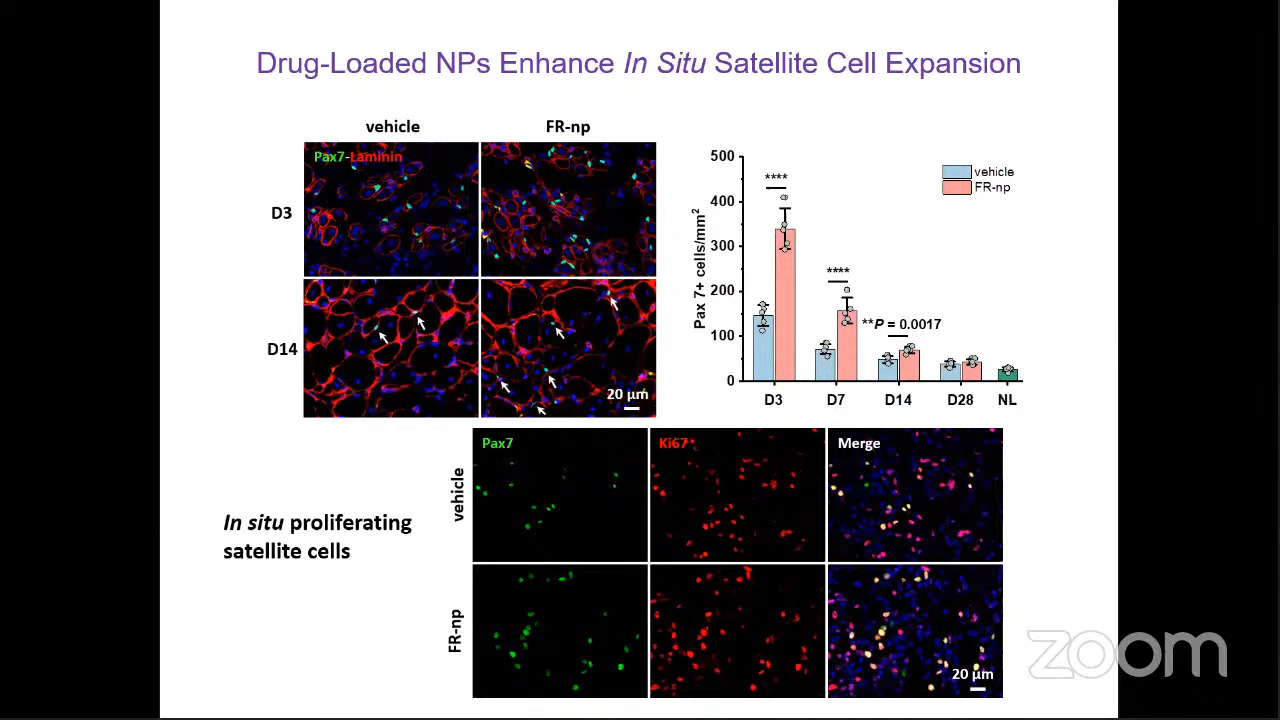 Drug-Loaded NPs Enhance In Situ Satellite Cell Expansion
vehicle
FR-np
Pax7-Laminin
D3
D14
20 µm
500
400
300
200
100
0
Pax 7+ cells/mm²
****
****
**P = 0.0017
vehicle
FR-np
D3
D7
D14
D28
NL
In situ proliferating
satellite cells
Pax7
Ki67
Merge
vehicle
FR-np
20 µm
zoom